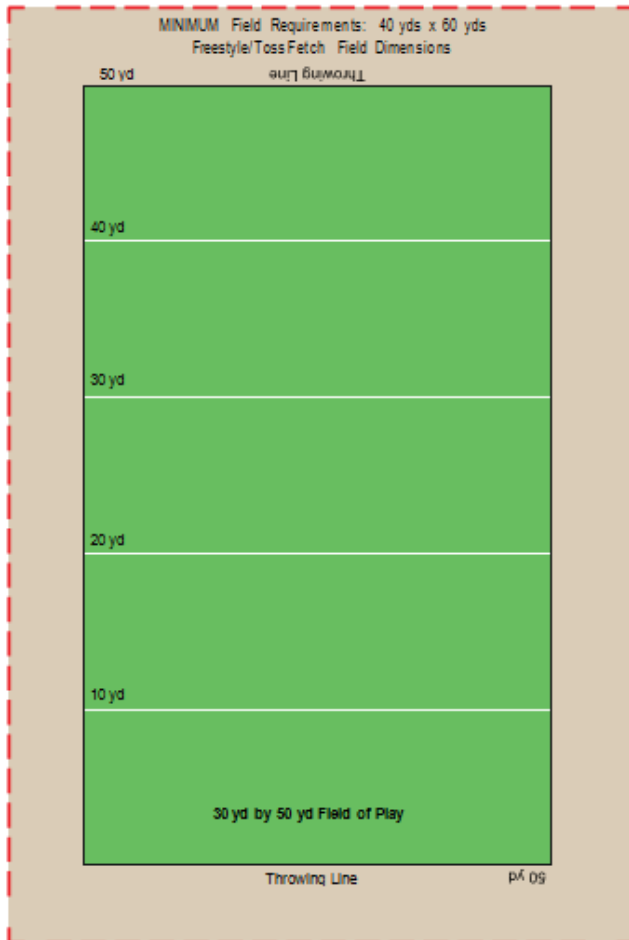 MINIMUM Field Requirements: 40 yds x 60 yds
Freestyle/Toss Fetch Field Dimensions
50 yd Throwing Line
40 yd
30 yd
20 yd
10 yd
30 yd by 50 yd Field of Play
Throwing Line 50 yd